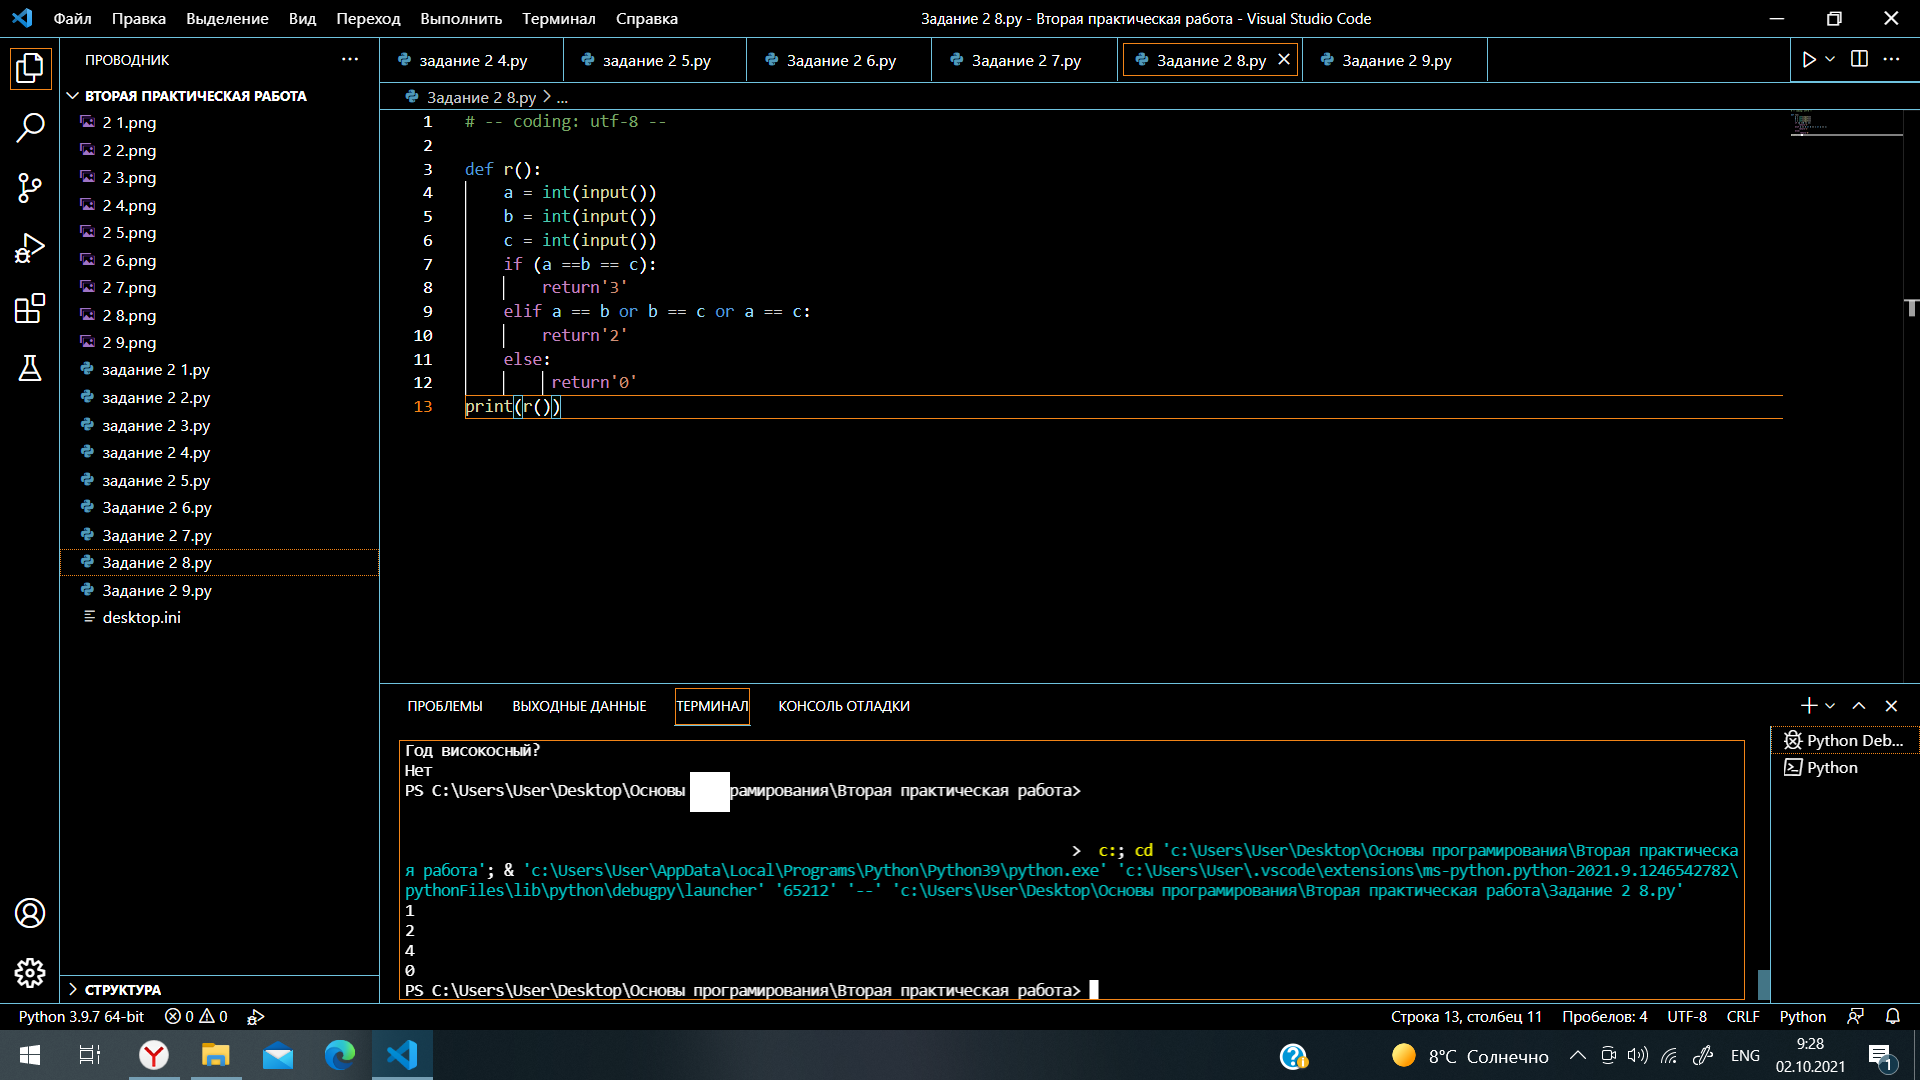 Файл Правка Выделение Вид Переход Выполнить Терминал Справка Задание 2 8.py - Вторая практическая работа - Visual Studio Code
ПРОВОДНИК
ВТОРАЯ ПРАКТИЧЕСКАЯ РАБОТА
2 1.png
2 2.png
2 3.png
2 4.png
2 5.png
2 6.png
2 7.png
2 8.png
2 9.png
задание 2 1.py
задание 2 2.py
задание 2 3.py
задание 2 4.py
задание 2 5.py
Задание 2 6.py
Задание 2 7.py
Задание 2 8.py
Задание 2 9.py
desktop.ini
СТРУКТУРА
задание 2 4.py задание 2 5.py Задание 2 6.py Задание 2 7.py Задание 2 8.py Задание 2 9.py
Задание 2 8.py > ...
1 # -- coding: utf-8 --
2
3 def r():
4 a = int(input())
5 b = int(input())
6 c = int(input())
7 if (a ==b == c):
8 return'3'
9 elif a == b or b == c or a == c:
10 return'2'
11 else:
12 return'0'
13 print(r())
ПРОБЛЕМЫ ВЫХОДНЫЕ ДАННЫЕ ТЕРМИНАЛ КОНСОЛЬ ОТЛАДКИ
Год високосный?
Нет
PS C:\Users\User\Desktop\Основы рамирования\Вторая практическая работа>
> c:; cd 'c:\Users\User\Desktop\Основы програмирования\Вторая практическа
я работа'; & 'c:\Users\User\AppData\Local\Programs\Python\Python39\python.exe' 'c:\Users\User\.vscode\extensions\ms-python.python-2021.9.1246542782\
pythonFiles\lib\python\debugpy\launcher' '65212' '--' 'c:\Users\User\Desktop\Основы програмирования\Вторая практическая работа\Задание 2 8.py'
1
2
4
0
PS C:\Users\User\Desktop\Основы програмирования\Вторая практическая работа>
Python Deb...
Python
Python 3.9.7 64-bit 0 0 Строка 13, столбец 11 Пробелов: 4 UTF-8 CRLF Python
8°C Солнечно ENG 9:28
02.10.2021
1